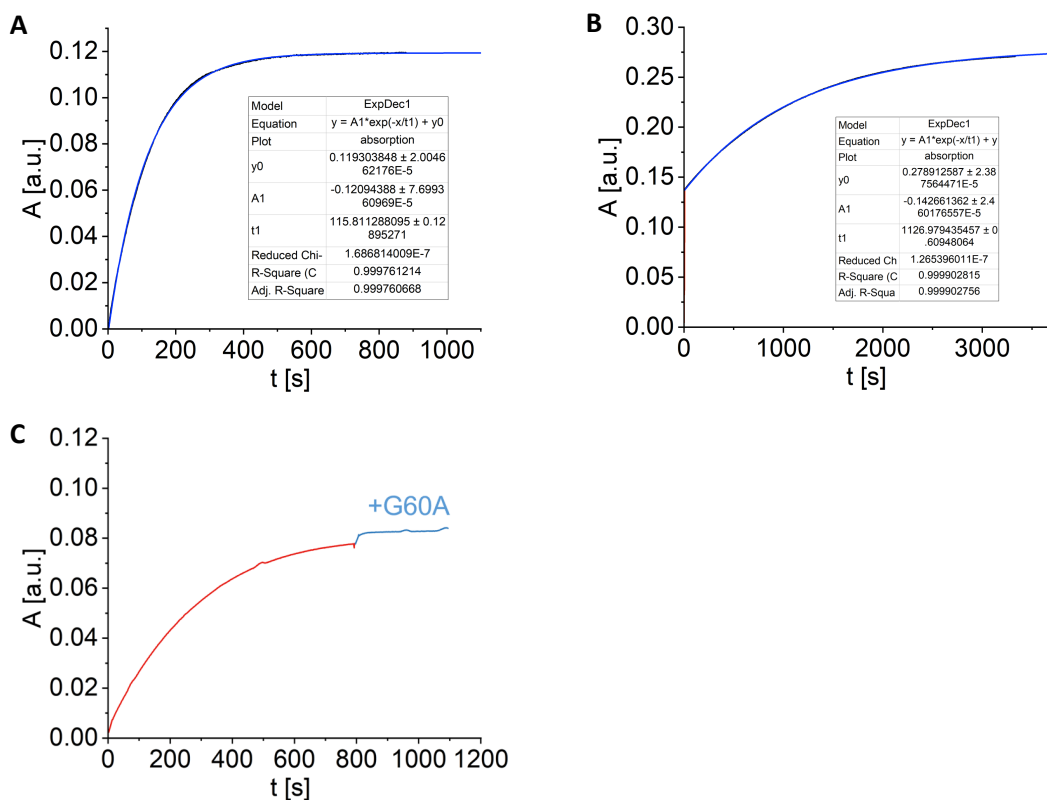 A
0.12
0.10
0.08
0.06
0.04
0.02
0.00
A [a.u.]
0 200 400 600 800 1000
t [s]
Model ExpDec1
Equation y = A1*exp(-x/t1) + y0
Plot absorption
y0 0.119303848 ± 2.0046
62176E-5
A1 -0.12094388 ± 7.6993
60969E-5
t1 115.811288095 ± 0.12
895271
Reduced Chi- 1.686814009E-7
R-Square (C 0.999761214
Adj. R-Square 0.999760668
B
0.30
0.25
0.20
0.15
0.10
0.05
0.00
A [a.u.]
0 1000 2000 3000
t [s]
Model ExpDec1
Equation y = A1*exp(-x/t1) + y
Plot absorption
y0 0.278912587 ± 2.38
7564471E-5
A1 -0.142661362 ± 2.4
60176557E-5
t1 1126.979435457 ± 0
.60948064
Reduced Ch 1.265396011E-7
R-Square (C 0.999902815
Adj. R-Squa 0.999902756
C
0.12
0.10
0.08
0.06
0.04
0.02
0.00
A [a.u.]
+G60A
0 200 400 600 800 1000 1200
t [s]